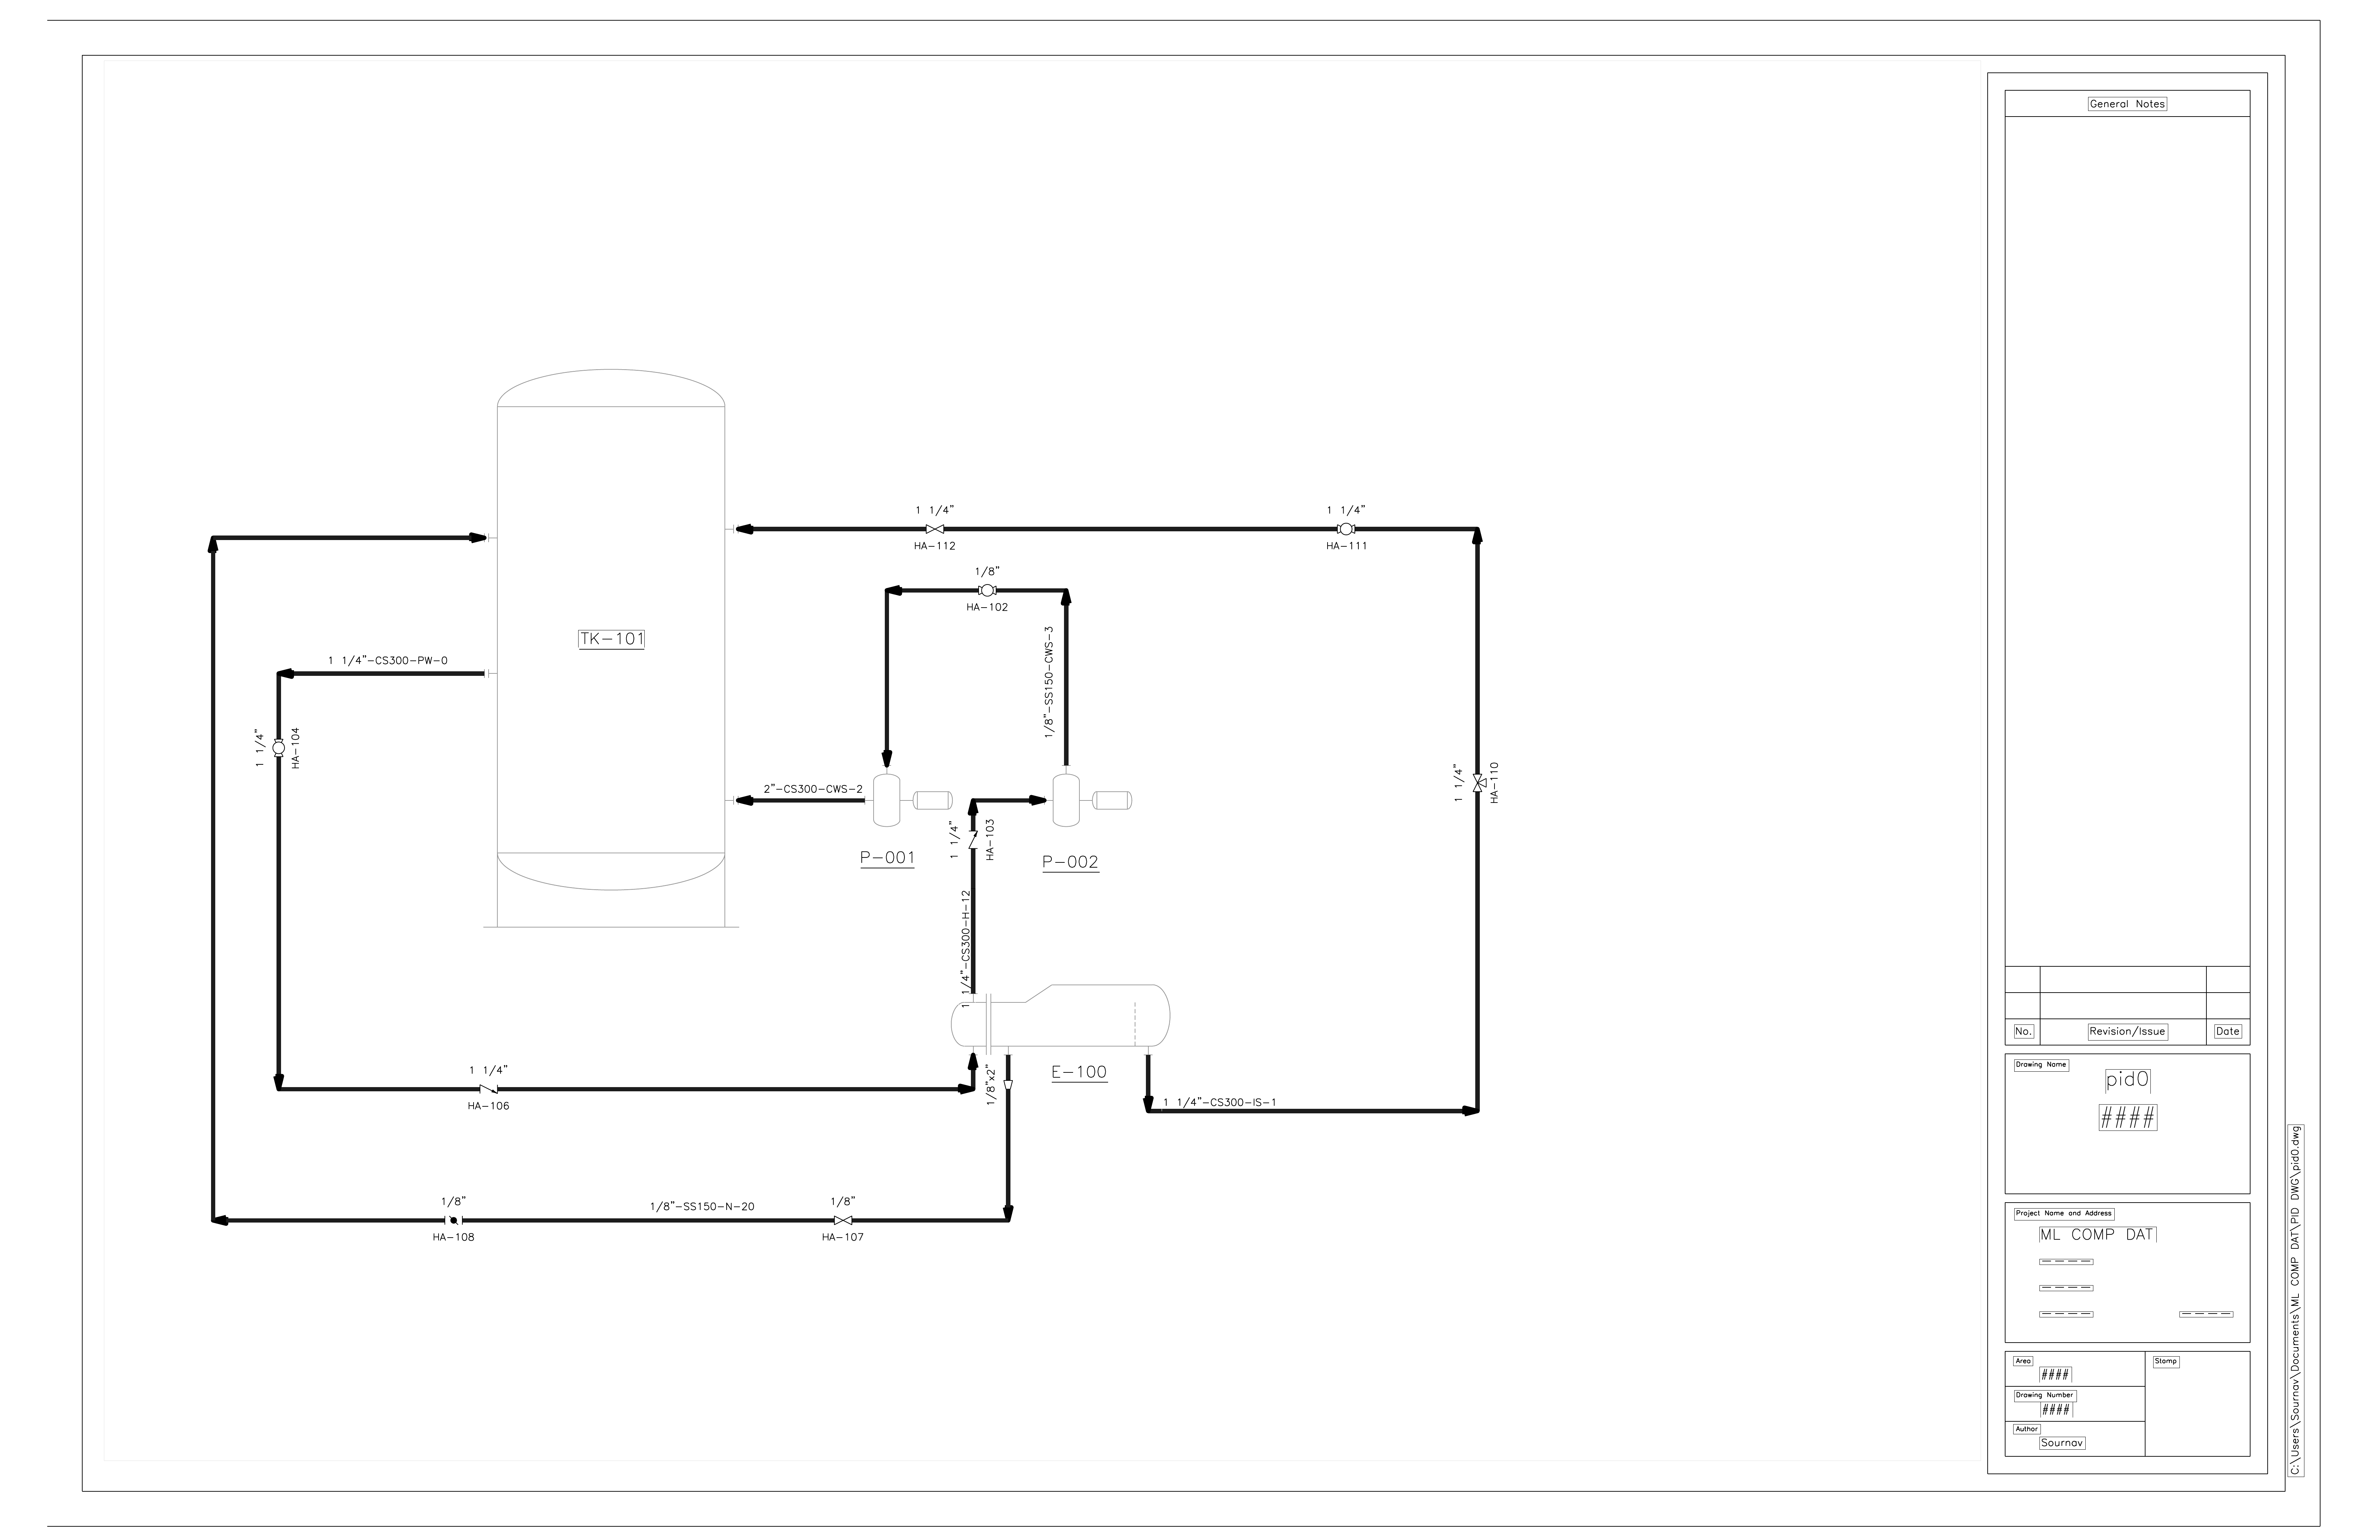 General Notes
1 1/4"
1 1/4"
HA-112
HA-111
1/8"
HA-102
TK-101
1/8"-SS150-CWS-3
1 1/4"-CS300-PW-0
1 1/4"
HA-104
2"-CS300-CWS-2
1 1/4"
HA-110
1 1/4"
HA-103
P-001
P-002
1 1/4"-CS300-H-12
1 1/4"
HA-106
1/8"x2"
E-100
1 1/4"-CS300-IS-1
1/8"
1/8"-SS150-N-20
1/8"
HA-108
HA-107
No.
Revision/Issue
Date
Drawing Name
pid0
####
Project Name and Address
ML COMP DAT
Area
####
Stamp
Drawing Number
####
Author
Sournav
C:\Users\Sournav\Documents\ML COMP DAT\PID DWG\pid0.dwg